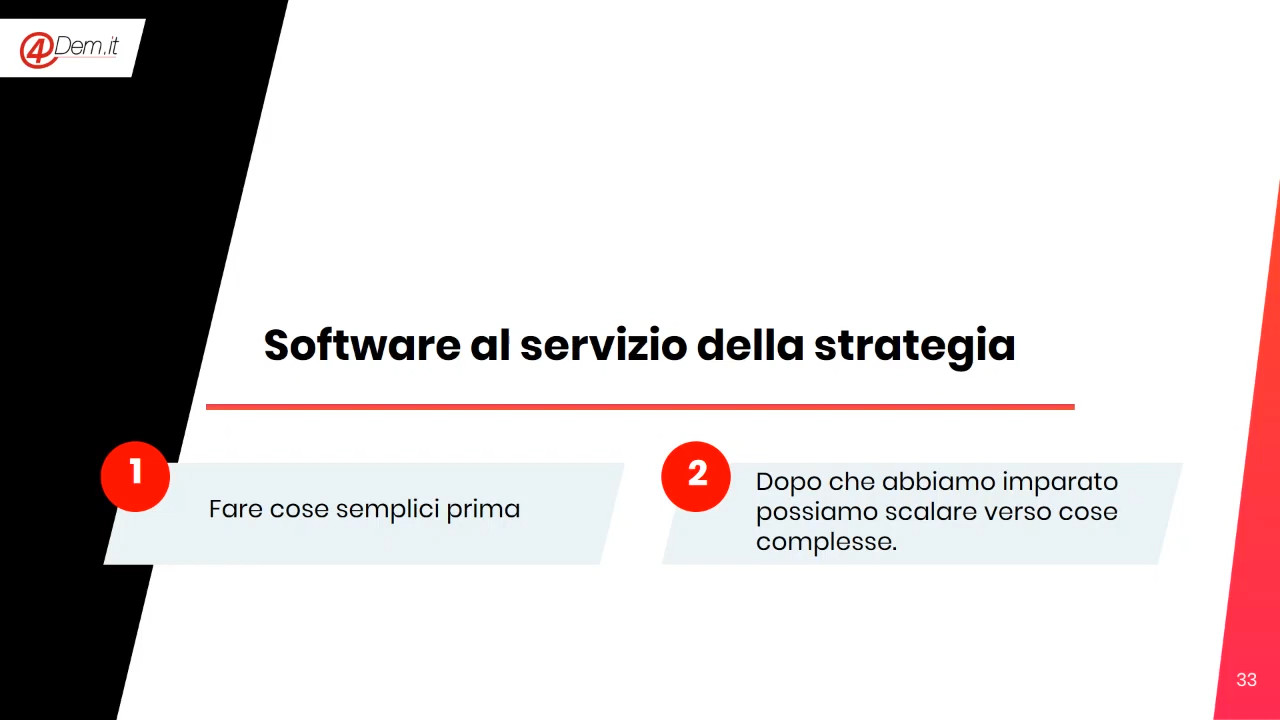 4Dem.it
Software al servizio della strategia
1
Fare cose semplici prima
2
Dopo che abbiamo imparato
possiamo scalare verso cose
complesse.
33